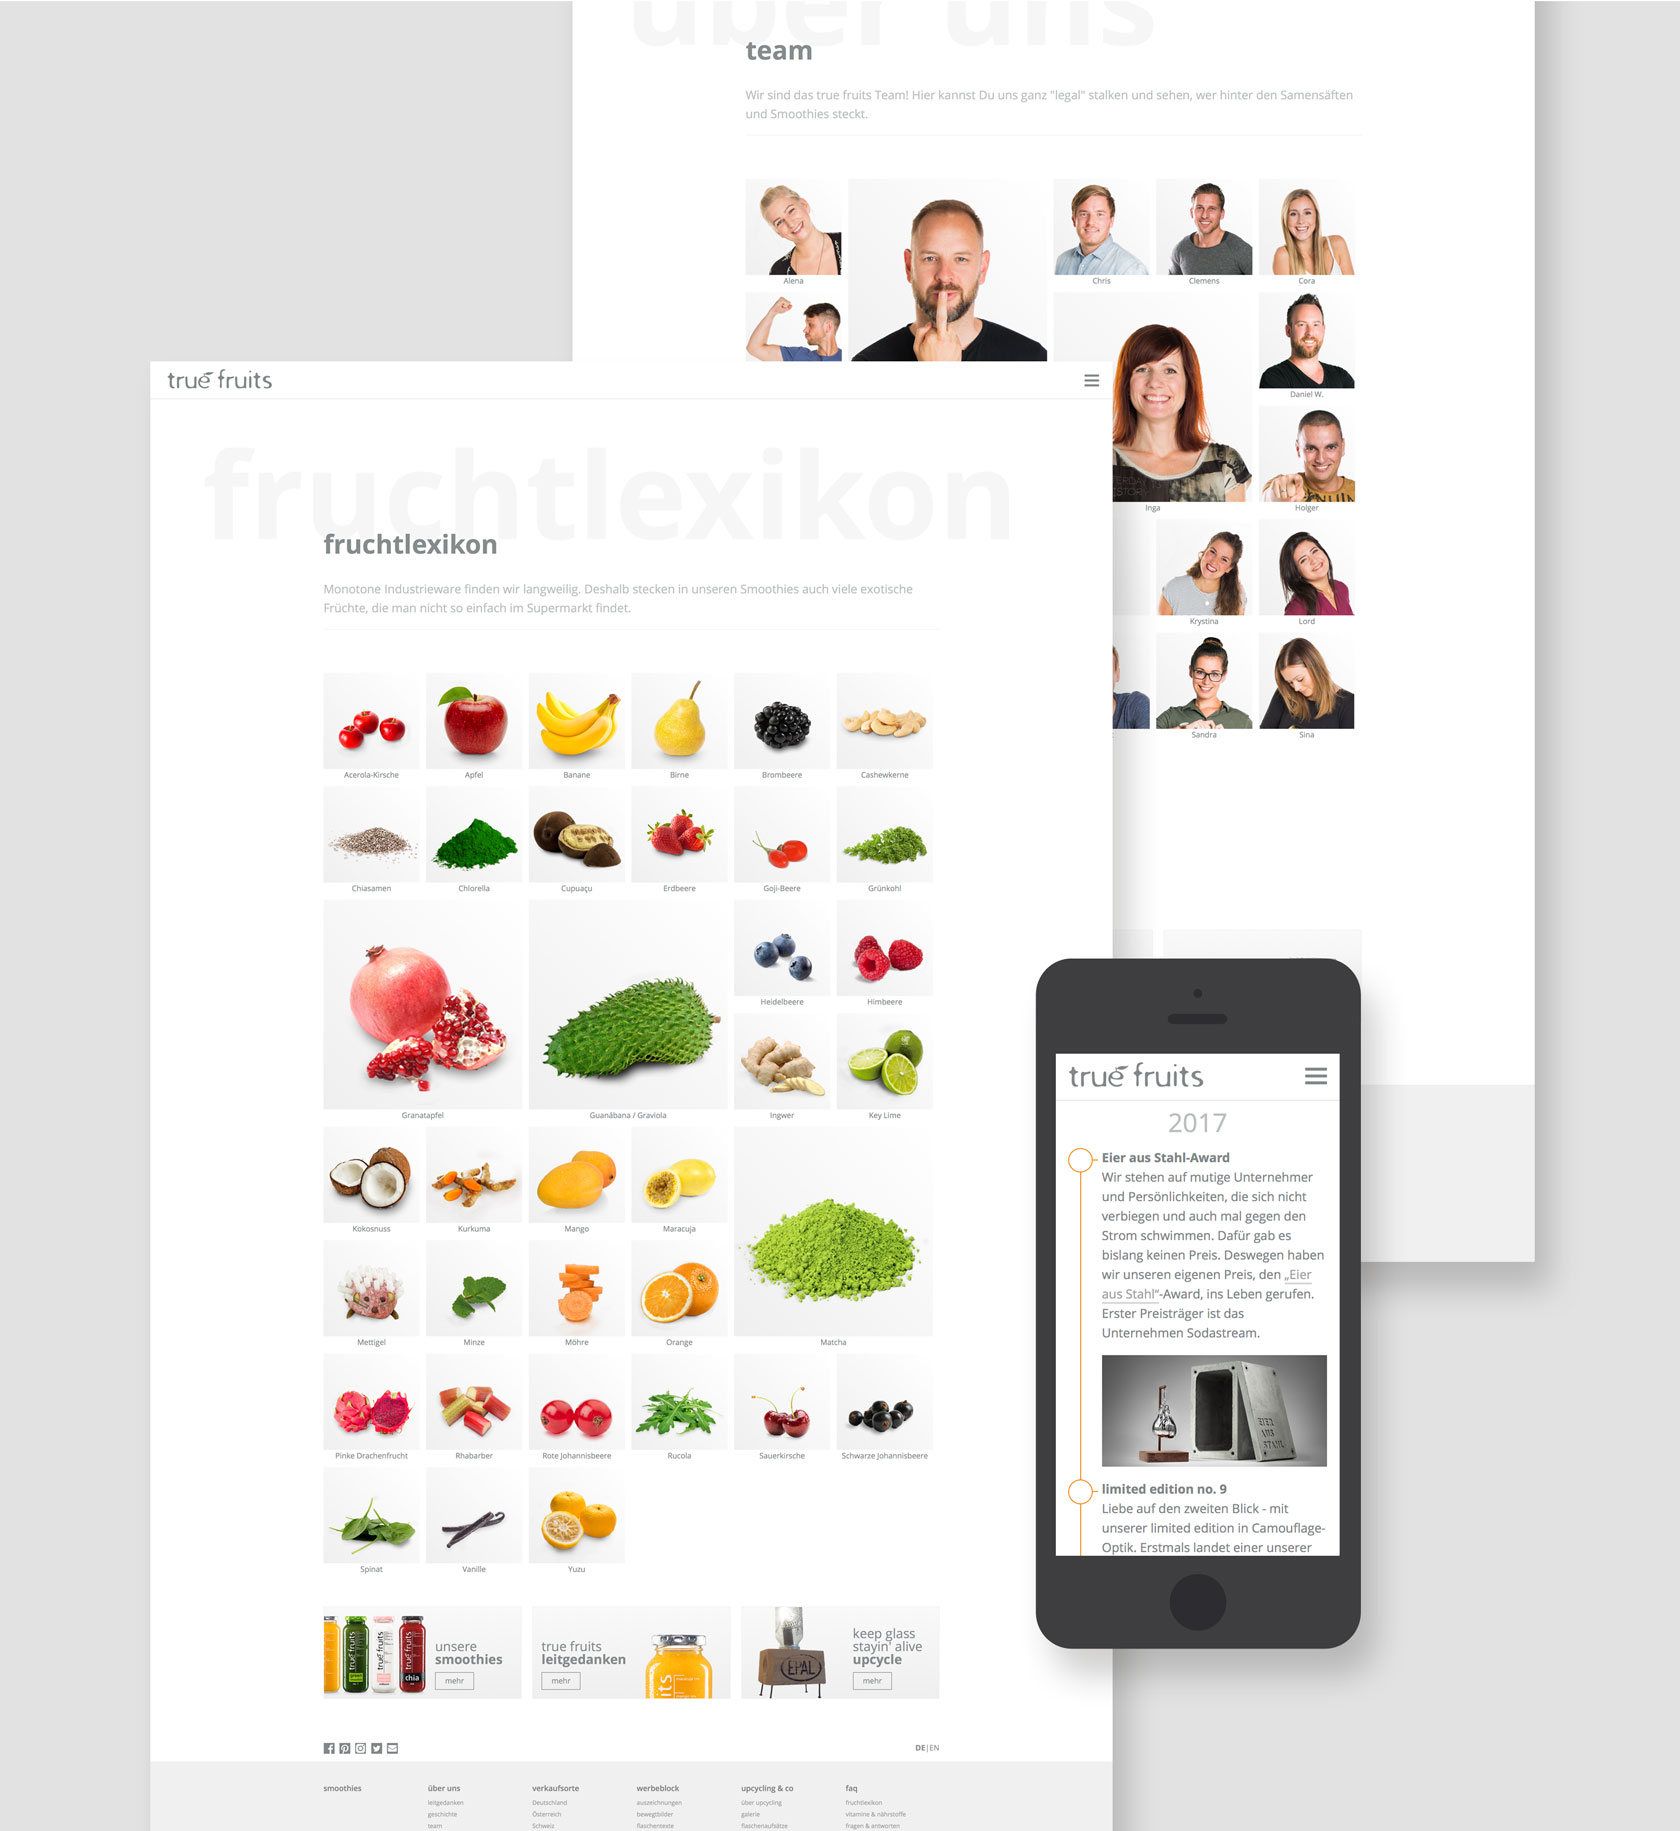 über uns
team
Wir sind das true fruits Team! Hier kannst Du uns ganz "legal" stalken und sehen, wer hinter den Samensäften
und Smoothies steckt.
Alena
Chris
Clemens
Cora
Daniel W.
Inga
Holger
Krystina
Lord
Sandra
Sina
true fruits
fruchtlexikon
fruchtlexikon
Monotone Industrieware finden wir langweilig. Deshalb stecken in unseren Smoothies auch viele exotische
Früchte, die man nicht so einfach im Supermarkt findet.
Acerola-Kirsche
Apfel
Banane
Birne
Brombeere
Cashewkerne
Chiasamen
Chlorella
Cupuaçu
Erdbeere
Goji-Beere
Grünkohl
Heidelbeere
Himbeere
Granatapfel
Guanábana / Graviola
Ingwer
Key Lime
Kokosnuss
Kurkuma
Mango
Maracuja
Mettigel
Minze
Möhre
Orange
Matcha
Pinke Drachenfrucht
Rhabarber
Rote Johannisbeere
Rucola
Sauerkirsche
Schwarze Johannisbeere
Spinat
Vanille
Yuzu
true fruits
chia
unsere
smoothies
mehr
true fruits
leitgedanken
mehr
EPAL
keep glass
stayin' alive
upcycle
mehr
DE|EN
smoothies
über uns
leitgedanken
geschichte
team
verkaufsorte
Deutschland
Österreich
Schweiz
werbeblock
auszeichnungen
bewegtbilder
flaschentexte
upcycling & co
über upcycling
galerie
flaschenaufsätze
faq
fruchtlexikon
vitamine & nährstoffe
fragen & antworten
true fruits
2017
Eier aus Stahl-Award
Wir stehen auf mutige Unternehmer
und Persönlichkeiten, die sich nicht
verbiegen und auch mal gegen den
Strom schwimmen. Dafür gab es
bislang keinen Preis. Deswegen haben
wir unseren eigenen Preis, den „Eier
aus Stahl“-Award, ins Leben gerufen.
Erster Preisträger ist das
Unternehmen Sodastream.
EIER
AUS
STAHL
limited edition no. 9
Liebe auf den zweiten Blick - mit
unserer limited edition in Camouflage-
Optik. Erstmals landet einer unserer